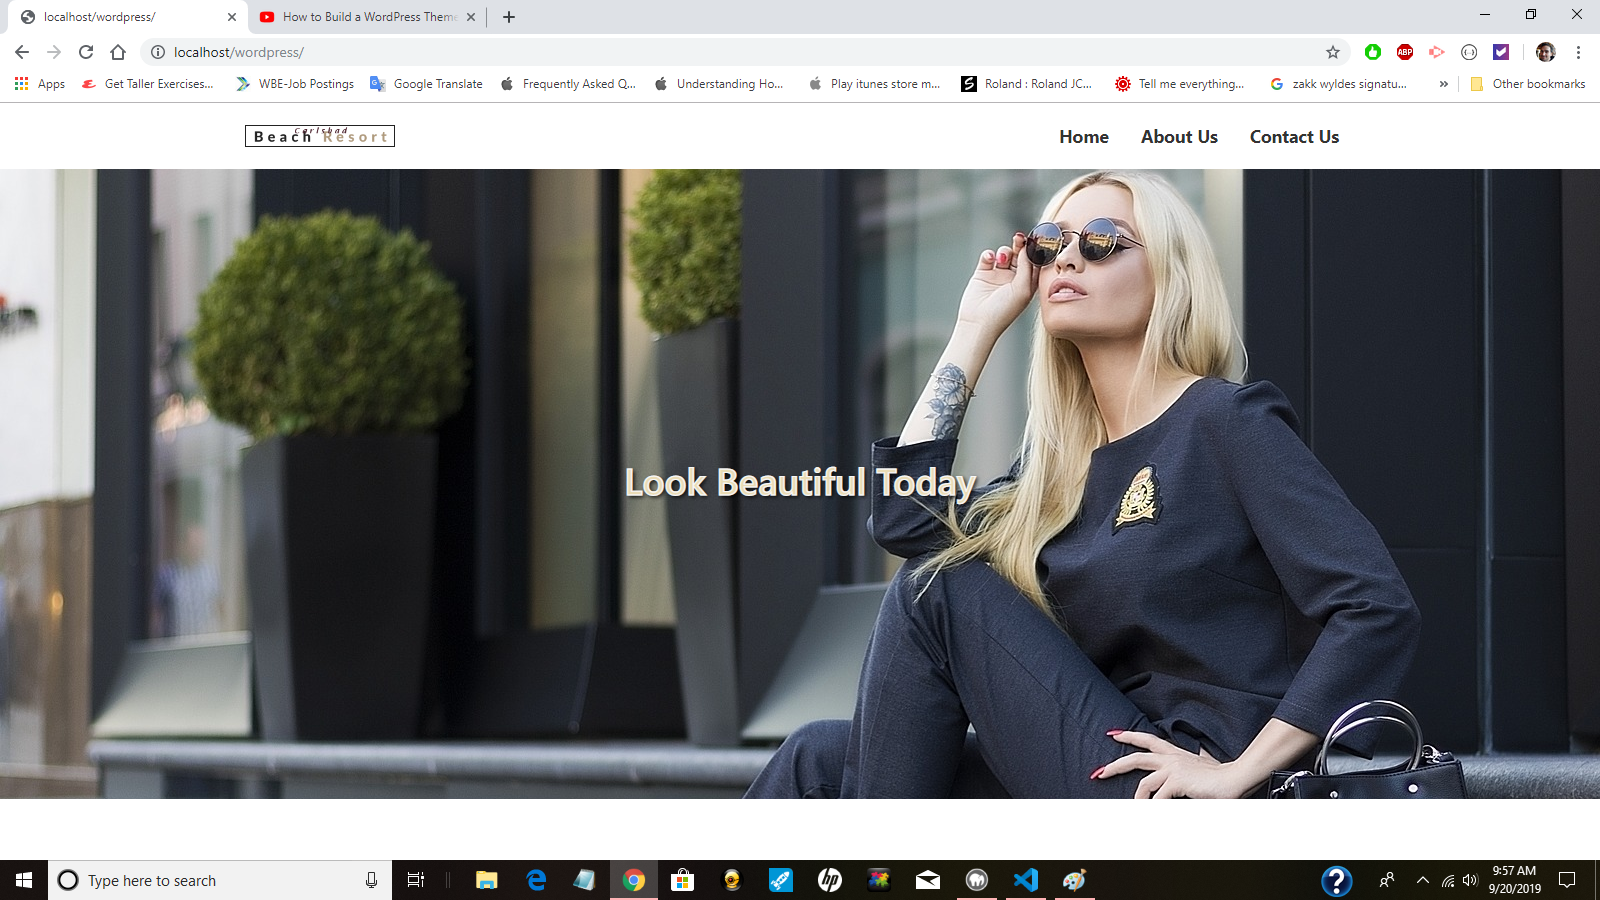 localhost/wordpress/
How to Build a WordPress Theme
localhost/wordpress/
ABP
Apps
Get Taller Exercises...
WBE-Job Postings
Google Translate
Frequently Asked Q...
Understanding Ho...
Play itunes store m...
Roland : Roland JC...
Tell me everything...
zakk wyldes signatu...
»
Other bookmarks
Carlsbad
Beach Resort
Home
About Us
Contact Us
Look Beautiful Today
Type here to search
hp
9:57 AM
9/20/2019